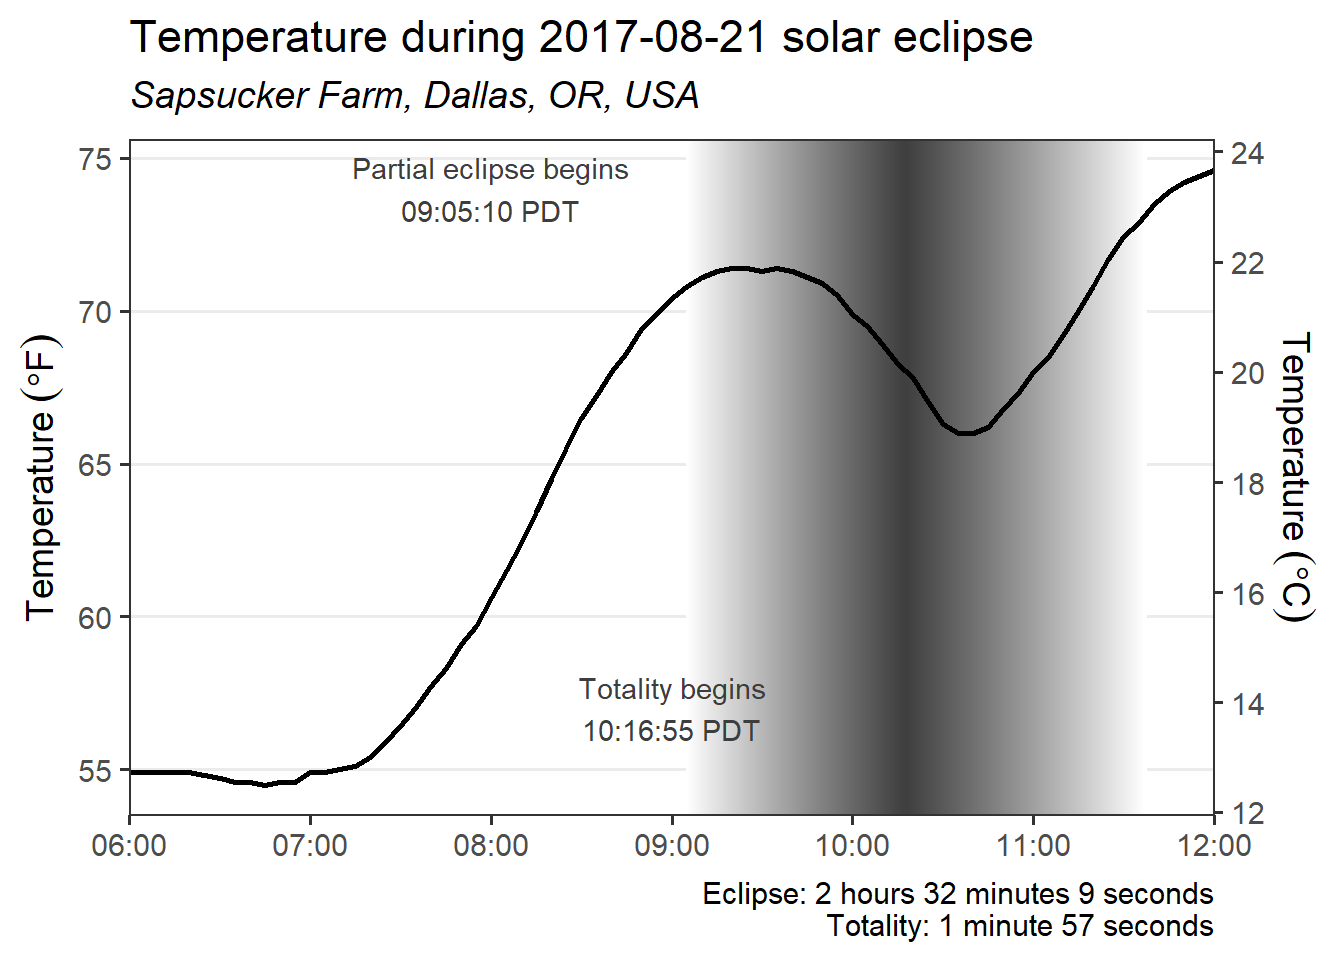 Temperature during 2017-08-21 solar eclipse
Sapsucker Farm, Dallas, OR, USA
Partial eclipse begins
09:05:10 PDT
Totality begins
10:16:55 PDT
Temperature (°F)
75
70
65
60
55
24
22
20
18
16
14
12
Temperature (°C)
06:00 07:00 08:00 09:00 10:00 11:00 12:00
Eclipse: 2 hours 32 minutes 9 seconds
Totality: 1 minute 57 seconds